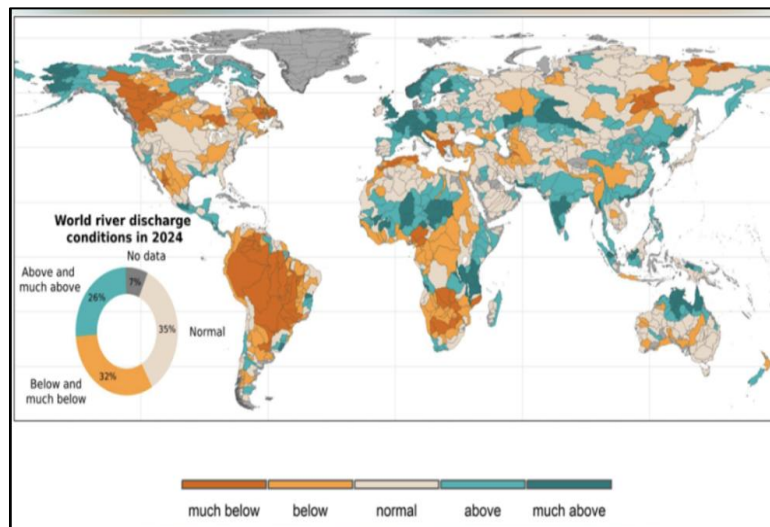 World river discharge
conditions in 2024
No data
7%
Above and
much above
26%
35%
Normal
32%
Below and
much below
much below
below
normal
above
much above